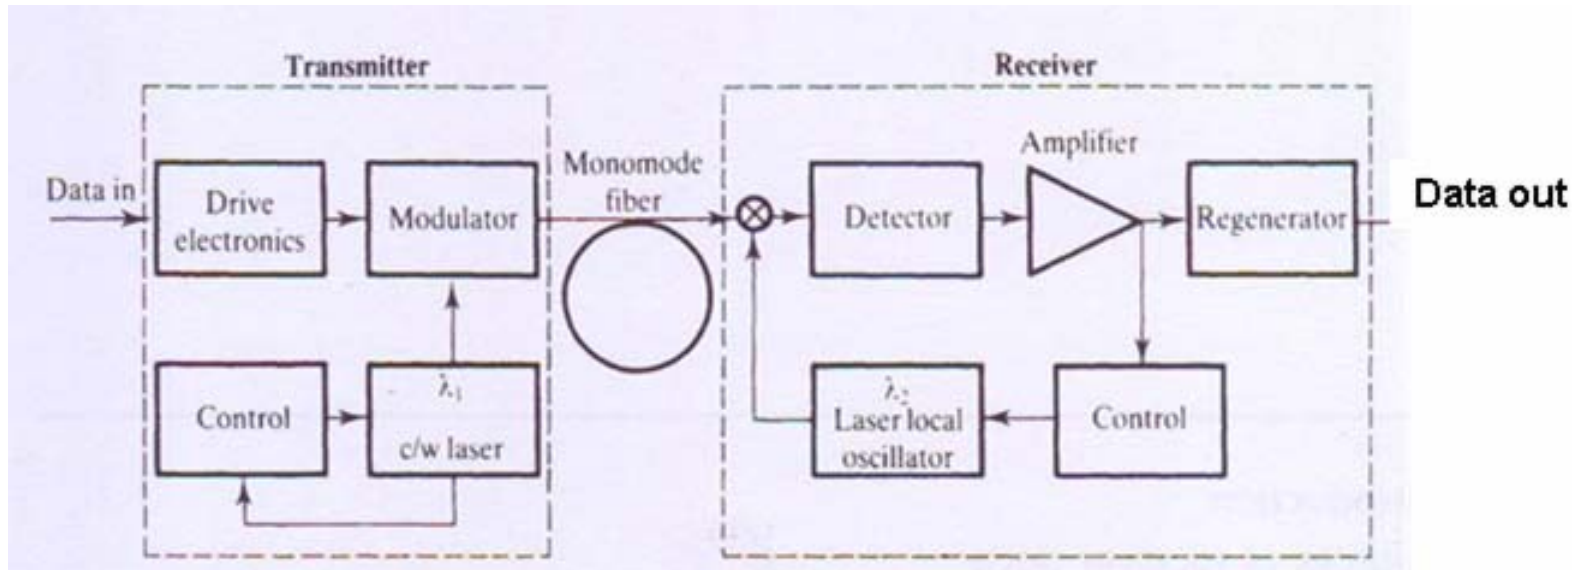 Transmitter
Receiver
Data in
Drive
electronics
Modulator
Monomode
fiber
Detector
Amplifier
Regenerator
Data out
Control
λ1
c/w laser
λ2
Laser local
oscillator
Control